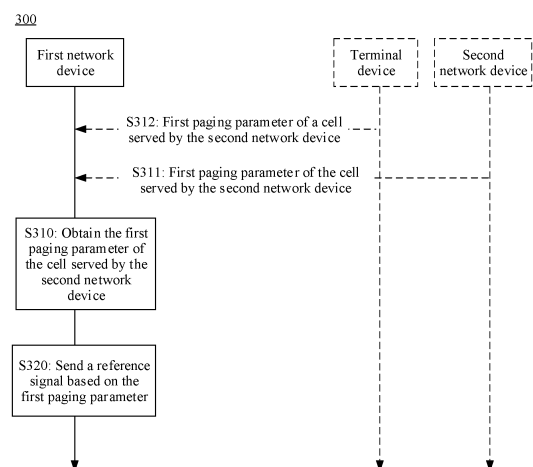 300
First network
device
Terminal
device
Second
network device
S312: First paging parameter of a cell
served by the second network device
S311: First paging parameter of the cell
served by the second network device
S310: Obtain the first
paging parameter of
the cell served by the
second network
device
S320: Send a reference
signal based on the
first paging parameter